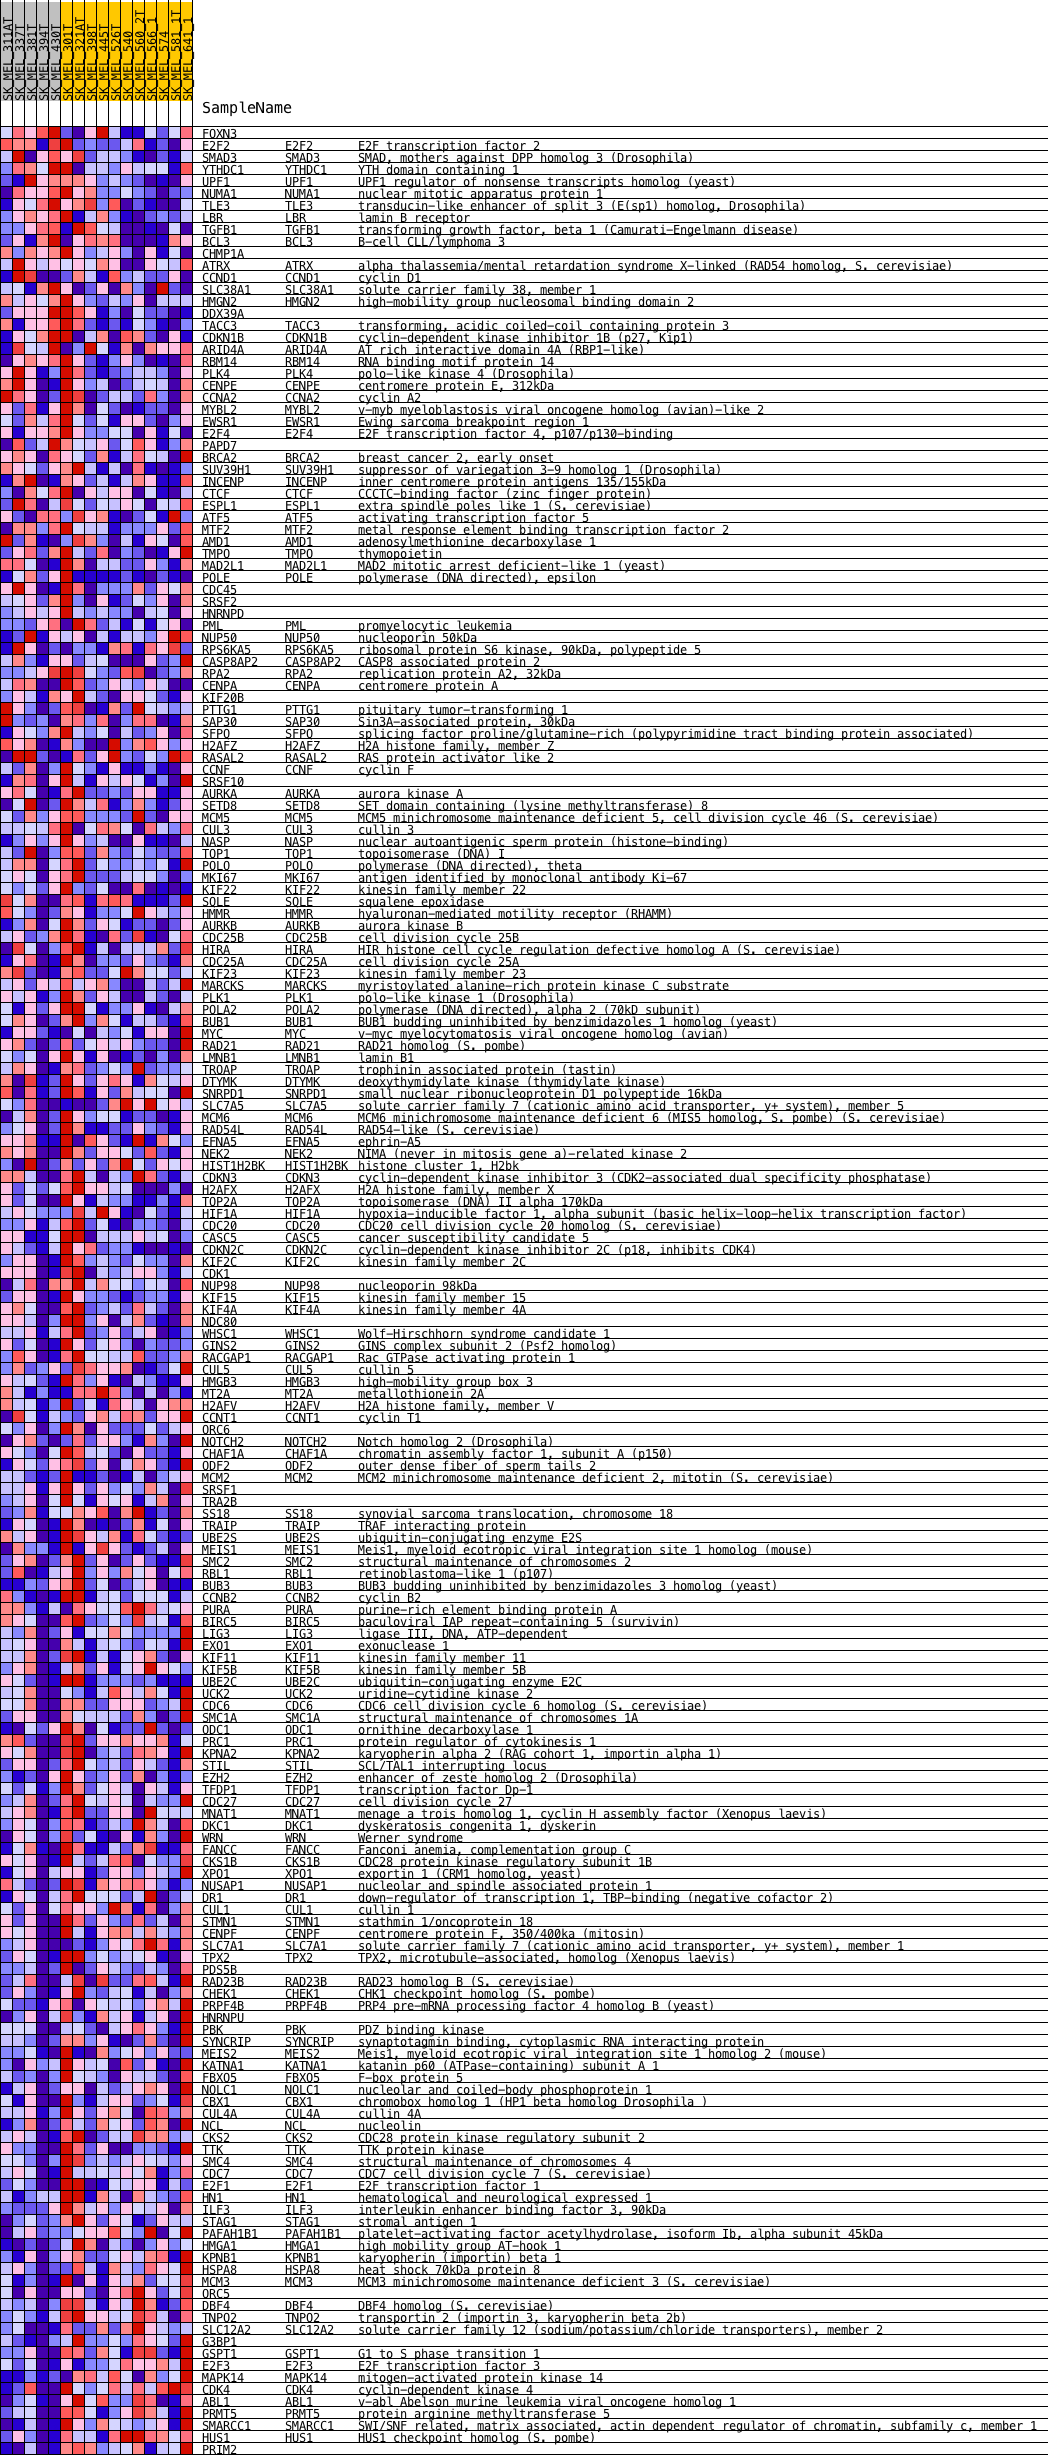 SK_MEL_311AT
SK_MEL_337T
SK_MEL_381T
SK_MEL_394T
SK_MEL_430T
SK_MEL_301T
SK_MEL_321AT
SK_MEL_398T
SK_MEL_445T
SK_MEL_526T
SK_MEL_540
SK_MEL_560_2T
SK_MEL_566_1
SK_MEL_574
SK_MEL_581_1T
SK_MEL_641_1
SampleName
FOXN3
E2F2 E2F2 E2F transcription factor 2
SMAD3 SMAD3 SMAD, mothers against DPP homolog 3 (Drosophila)
YTHDC1 YTHDC1 YTH domain containing 1
UPF1 UPF1 UPF1 regulator of nonsense transcripts homolog (yeast)
NUMA1 NUMA1 nuclear mitotic apparatus protein 1
TLE3 TLE3 transducin-like enhancer of split 3 (E(sp1) homolog, Drosophila)
LBR LBR lamin B receptor
TGFB1 TGFB1 transforming growth factor, beta 1 (Camurati-Engelmann disease)
BCL3 BCL3 B-cell CLL/lymphoma 3
CHMP1A
ATRX ATRX alpha thalassemia/mental retardation syndrome X-linked (RAD54 homolog, S. cerevisiae)
CCND1 CCND1 cyclin D1
SLC38A1 SLC38A1 solute carrier family 38, member 1
HMGN2 HMGN2 high-mobility group nucleosomal binding domain 2
DDX39A
TACC3 TACC3 transforming, acidic coiled-coil containing protein 3
CDKN1B CDKN1B cyclin-dependent kinase inhibitor 1B (p27, Kip1)
ARID4A ARID4A AT rich interactive domain 4A (RBP1-like)
RBM14 RBM14 RNA binding motif protein 14
PLK4 PLK4 polo-like kinase 4 (Drosophila)
CENPE CENPE centromere protein E, 312kDa
CCNA2 CCNA2 cyclin A2
MYBL2 MYBL2 v-myb myeloblastosis viral oncogene homolog (avian)-like 2
EWSR1 EWSR1 Ewing sarcoma breakpoint region 1
E2F4 E2F4 E2F transcription factor 4, p107/p130-binding
PAPD7
BRCA2 BRCA2 breast cancer 2, early onset
SUV39H1 SUV39H1 suppressor of variegation 3-9 homolog 1 (Drosophila)
INCENP INCENP inner centromere protein antigens 135/155kDa
CTCF CTCF CCCTC-binding factor (zinc finger protein)
ESPL1 ESPL1 extra spindle poles like 1 (S. cerevisiae)
ATF5 ATF5 activating transcription factor 5
MTF2 MTF2 metal response element binding transcription factor 2
AMD1 AMD1 adenosylmethionine decarboxylase 1
TMPO TMPO thymopoietin
MAD2L1 MAD2L1 MAD2 mitotic arrest deficient-like 1 (yeast)
POLE POLE polymerase (DNA directed), epsilon
CDC45
SRSF2
HNRNPD
PML PML promyelocytic leukemia
NUP50 NUP50 nucleoporin 50kDa
RPS6KA5 RPS6KA5 ribosomal protein S6 kinase, 90kDa, polypeptide 5
CASP8AP2 CASP8AP2 CASP8 associated protein 2
RPA2 RPA2 replication protein A2, 32kDa
CENPA CENPA centromere protein A
KIF20B
PTTG1 PTTG1 pituitary tumor-transforming 1
SAP30 SAP30 Sin3A-associated protein, 30kDa
SFPQ SFPQ splicing factor proline/glutamine-rich (polypyrimidine tract binding protein associated)
H2AFZ H2AFZ H2A histone family, member Z
RASAL2 RASAL2 RAS protein activator like 2
CCNF CCNF cyclin F
SRSF10
AURKA AURKA aurora kinase A
SETD8 SETD8 SET domain containing (lysine methyltransferase) 8
MCM5 MCM5 MCM5 minichromosome maintenance deficient 5, cell division cycle 46 (S. cerevisiae)
CUL3 CUL3 cullin 3
NASP NASP nuclear autoantigenic sperm protein (histone-binding)
TOP1 TOP1 topoisomerase (DNA) I
POLQ POLQ polymerase (DNA directed), theta
MKI67 MKI67 antigen identified by monoclonal antibody Ki-67
KIF22 KIF22 kinesin family member 22
SQLE SQLE squalene epoxidase
HMMR HMMR hyaluronan-mediated motility receptor (RHAMM)
AURKB AURKB aurora kinase B
CDC25B CDC25B cell division cycle 25B
HIRA HIRA HIR histone cell cycle regulation defective homolog A (S. cerevisiae)
CDC25A CDC25A cell division cycle 25A
KIF23 KIF23 kinesin family member 23
MARCKS MARCKS myristoylated alanine-rich protein kinase C substrate
PLK1 PLK1 polo-like kinase 1 (Drosophila)
POLA2 POLA2 polymerase (DNA directed), alpha 2 (70kD subunit)
BUB1 BUB1 BUB1 budding uninhibited by benzimidazoles 1 homolog (yeast)
MYC MYC v-myc myelocytomatosis viral oncogene homolog (avian)
RAD21 RAD21 RAD21 homolog (S. pombe)
LMNB1 LMNB1 lamin B1
TROAP TROAP trophinin associated protein (tastin)
DTYMK DTYMK deoxythymidylate kinase (thymidylate kinase)
SNRPD1 SNRPD1 small nuclear ribonucleoprotein D1 polypeptide 16kDa
SLC7A5 SLC7A5 solute carrier family 7 (cationic amino acid transporter, y+ system), member 5
MCM6 MCM6 MCM6 minichromosome maintenance deficient 6 (MIS5 homolog, S. pombe) (S. cerevisiae)
RAD54L RAD54L RAD54-like (S. cerevisiae)
EFNA5 EFNA5 ephrin-A5
NEK2 NEK2 NIMA (never in mitosis gene a)-related kinase 2
HIST1H2BK HIST1H2BK histone cluster 1, H2bk
CDKN3 CDKN3 cyclin-dependent kinase inhibitor 3 (CDK2-associated dual specificity phosphatase)
H2AFX H2AFX H2A histone family, member X
TOP2A TOP2A topoisomerase (DNA) II alpha 170kDa
HIF1A HIF1A hypoxia-inducible factor 1, alpha subunit (basic helix-loop-helix transcription factor)
CDC20 CDC20 CDC20 cell division cycle 20 homolog (S. cerevisiae)
CASC5 CASC5 cancer susceptibility candidate 5
CDKN2C CDKN2C cyclin-dependent kinase inhibitor 2C (p18, inhibits CDK4)
KIF2C KIF2C kinesin family member 2C
CDK1
NUP98 NUP98 nucleoporin 98kDa
KIF15 KIF15 kinesin family member 15
KIF4A KIF4A kinesin family member 4A
NDC80
WHSC1 WHSC1 Wolf-Hirschhorn syndrome candidate 1
GINS2 GINS2 GINS complex subunit 2 (Psf2 homolog)
RACGAP1 RACGAP1 Rac GTPase activating protein 1
CUL5 CUL5 cullin 5
HMGB3 HMGB3 high-mobility group box 3
MT2A MT2A metallothionein 2A
H2AFV H2AFV H2A histone family, member V
CCNT1 CCNT1 cyclin T1
ORC6
NOTCH2 NOTCH2 Notch homolog 2 (Drosophila)
CHAF1A CHAF1A chromatin assembly factor 1, subunit A (p150)
ODF2 ODF2 outer dense fiber of sperm tails 2
MCM2 MCM2 MCM2 minichromosome maintenance deficient 2, mitotin (S. cerevisiae)
SRSF1
TRA2B
SS18 SS18 synovial sarcoma translocation, chromosome 18
TRAIP TRAIP TRAF interacting protein
UBE2S UBE2S ubiquitin-conjugating enzyme E2S
MEIS1 MEIS1 Meis1, myeloid ecotropic viral integration site 1 homolog (mouse)
SMC2 SMC2 structural maintenance of chromosomes 2
RBL1 RBL1 retinoblastoma-like 1 (p107)
BUB3 BUB3 BUB3 budding uninhibited by benzimidazoles 3 homolog (yeast)
CCNB2 CCNB2 cyclin B2
PURA PURA purine-rich element binding protein A
BIRC5 BIRC5 baculoviral IAP repeat-containing 5 (survivin)
LIG3 LIG3 ligase III, DNA, ATP-dependent
EXO1 EXO1 exonuclease 1
KIF11 KIF11 kinesin family member 11
KIF5B KIF5B kinesin family member 5B
UBE2C UBE2C ubiquitin-conjugating enzyme E2C
UCK2 UCK2 uridine-cytidine kinase 2
CDC6 CDC6 CDC6 cell division cycle 6 homolog (S. cerevisiae)
SMC1A SMC1A structural maintenance of chromosomes 1A
ODC1 ODC1 ornithine decarboxylase 1
PRC1 PRC1 protein regulator of cytokinesis 1
KPNA2 KPNA2 karyopherin alpha 2 (RAG cohort 1, importin alpha 1)
STIL STIL SCL/TAL1 interrupting locus
EZH2 EZH2 enhancer of zeste homolog 2 (Drosophila)
TFDP1 TFDP1 transcription factor Dp-1
CDC27 CDC27 cell division cycle 27
MNAT1 MNAT1 menage a trois homolog 1, cyclin H assembly factor (Xenopus laevis)
DKC1 DKC1 dyskeratosis congenita 1, dyskerin
WRN WRN Werner syndrome
FANCC FANCC Fanconi anemia, complementation group C
CKS1B CKS1B CDC28 protein kinase regulatory subunit 1B
XPO1 XPO1 exportin 1 (CRM1 homolog, yeast)
NUSAP1 NUSAP1 nucleolar and spindle associated protein 1
DR1 DR1 down-regulator of transcription 1, TBP-binding (negative cofactor 2)
CUL1 CUL1 cullin 1
STMN1 STMN1 stathmin 1/oncoprotein 18
CENPF CENPF centromere protein F, 350/400ka (mitosin)
SLC7A1 SLC7A1 solute carrier family 7 (cationic amino acid transporter, y+ system), member 1
TPX2 TPX2 TPX2, microtubule-associated, homolog (Xenopus laevis)
PDS5B
RAD23B RAD23B RAD23 homolog B (S. cerevisiae)
CHEK1 CHEK1 CHK1 checkpoint homolog (S. pombe)
PRPF4B PRPF4B PRP4 pre-mRNA processing factor 4 homolog B (yeast)
HNRNPU
PBK PBK PDZ binding kinase
SYNCRIP SYNCRIP synaptotagmin binding, cytoplasmic RNA interacting protein
MEIS2 MEIS2 Meis1, myeloid ecotropic viral integration site 1 homolog 2 (mouse)
KATNA1 KATNA1 katanin p60 (ATPase-containing) subunit A 1
FBXO5 FBXO5 F-box protein 5
NOLC1 NOLC1 nucleolar and coiled-body phosphoprotein 1
CBX1 CBX1 chromobox homolog 1 (HP1 beta homolog Drosophila )
CUL4A CUL4A cullin 4A
NCL NCL nucleolin
CKS2 CKS2 CDC28 protein kinase regulatory subunit 2
TTK TTK TTK protein kinase
SMC4 SMC4 structural maintenance of chromosomes 4
CDC7 CDC7 CDC7 cell division cycle 7 (S. cerevisiae)
E2F1 E2F1 E2F transcription factor 1
HN1 HN1 hematological and neurological expressed 1
ILF3 ILF3 interleukin enhancer binding factor 3, 90kDa
STAG1 STAG1 stromal antigen 1
PAFAH1B1 PAFAH1B1 platelet-activating factor acetylhydrolase, isoform Ib, alpha subunit 45kDa
HMGA1 HMGA1 high mobility group AT-hook 1
KPNB1 KPNB1 karyopherin (importin) beta 1
HSPA8 HSPA8 heat shock 70kDa protein 8
MCM3 MCM3 MCM3 minichromosome maintenance deficient 3 (S. cerevisiae)
ORC5
DBF4 DBF4 DBF4 homolog (S. cerevisiae)
TNPO2 TNPO2 transportin 2 (importin 3, karyopherin beta 2b)
SLC12A2 SLC12A2 solute carrier family 12 (sodium/potassium/chloride transporters), member 2
G3BP1
GSPT1 GSPT1 G1 to S phase transition 1
E2F3 E2F3 E2F transcription factor 3
MAPK14 MAPK14 mitogen-activated protein kinase 14
CDK4 CDK4 cyclin-dependent kinase 4
ABL1 ABL1 v-abl Abelson murine leukemia viral oncogene homolog 1
PRMT5 PRMT5 protein arginine methyltransferase 5
SMARCC1 SMARCC1 SWI/SNF related, matrix associated, actin dependent regulator of chromatin, subfamily c, member 1
HUS1 HUS1 HUS1 checkpoint homolog (S. pombe)
PRIM2